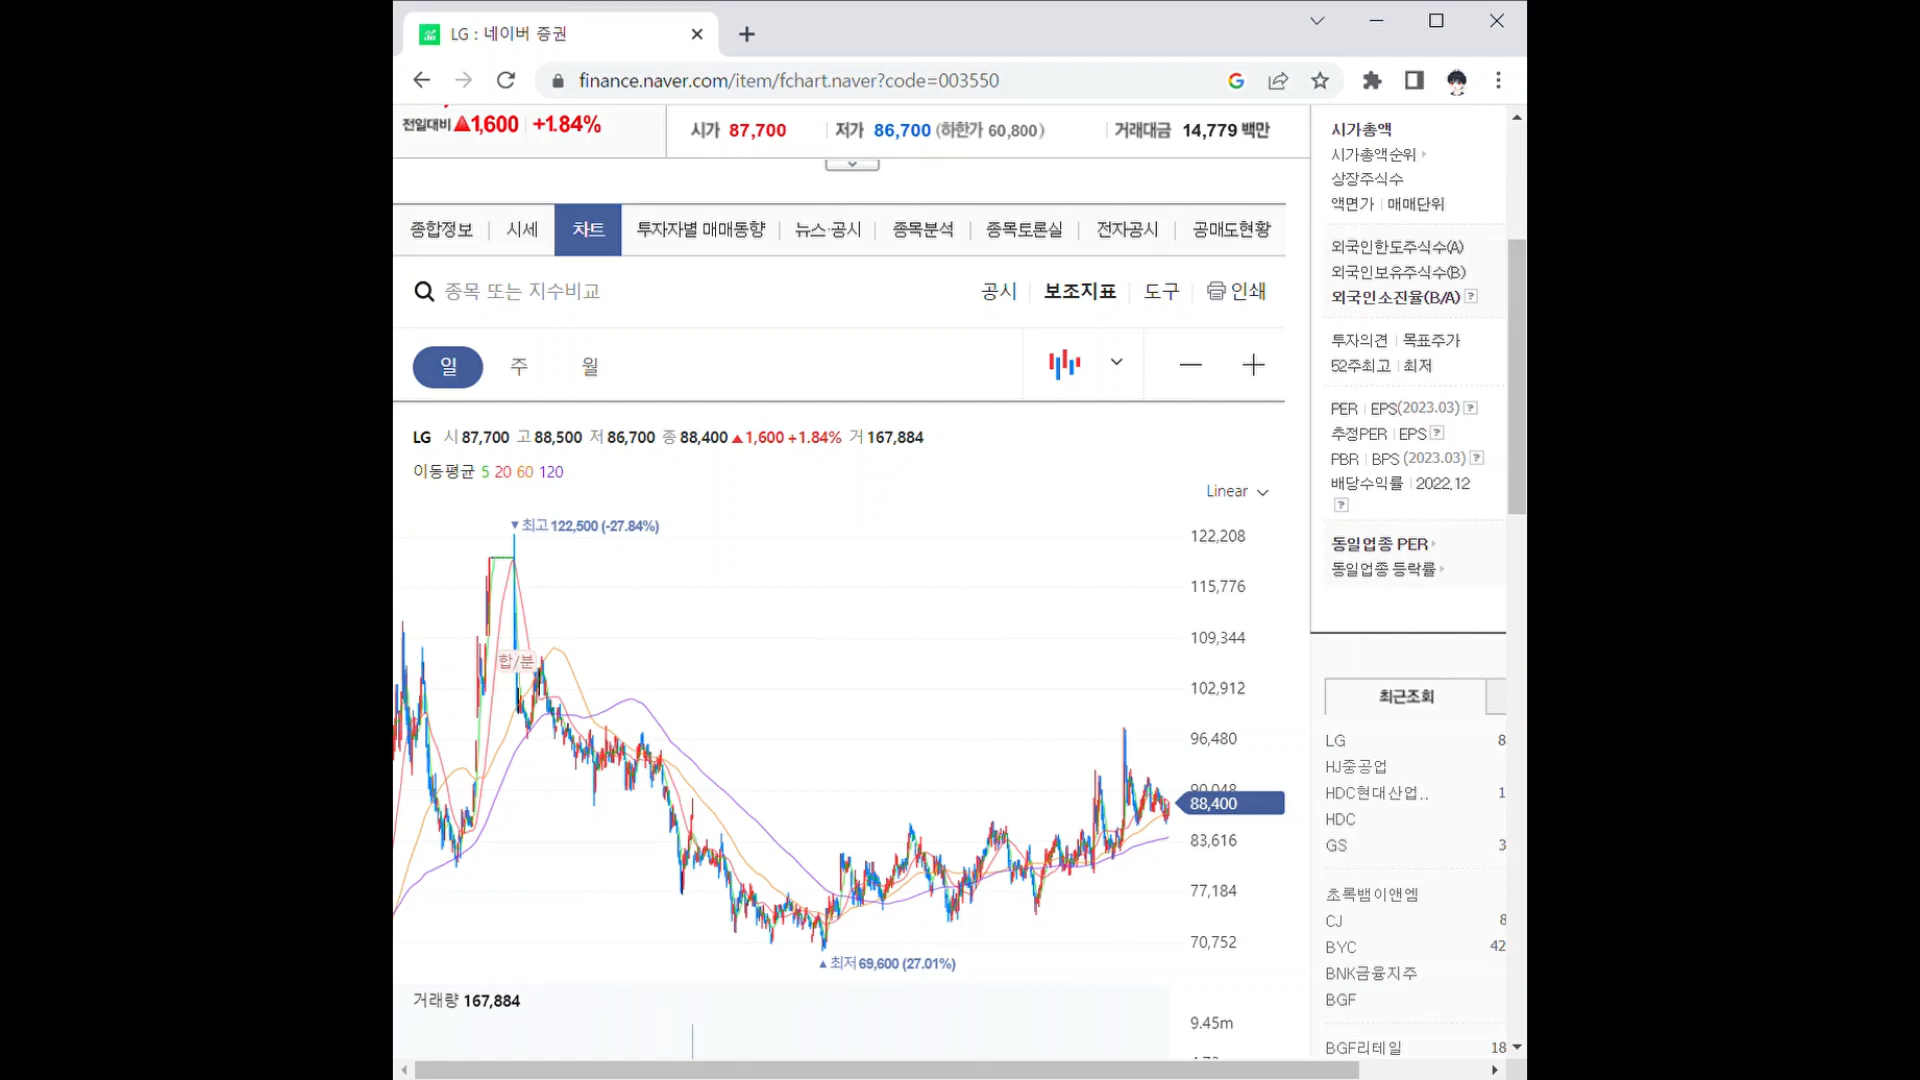 LG : 네이버 증권
finance.naver.com/item/fchart.naver?code=003550
전일대비 ▲1,600 +1.84%
시가 87,700 저가 86,700 (하한가 60,800) 거래대금 14,779 백만
종합정보 시세 차트 투자자별 매매동향 뉴스·공시 종목분석 종목토론실 전자공시 공매도현황
종목 또는 지수비교 공시 보조지표 도구 인쇄
일 주 월
LG 시 87,700 고 88,500 저 86,700 종 88,400 ▲1,600 +1.84% 거 167,884
이동평균 5 20 60 120
Linear
▼최고 122,500 (-27.84%)
합/분
▲최저 69,600 (27.01%)
122,208
115,776
109,344
102,912
96,480
90,048
88,400
83,616
77,184
70,752
거래량 167,884
9.45m
시가총액
시가총액순위
상장주식수
액면가 | 매매단위
외국인한도주식수(A)
외국인보유주식수(B)
외국인소진율(B/A) ?
투자의견 | 목표주가
52주최고 | 최저
PER | EPS(2023.03) ?
추정PER | EPS ?
PBR | BPS (2023.03) ?
배당수익률 | 2022.12
?
동일업종 PER
동일업종 등락률
최근조회
LG 8
HJ중공업
HDC현대산업.. 1
HDC
GS 3
초록뱀이앤엠
CJ 8
BYC 42
BNK금융지주
BGF
BGF리테일 18